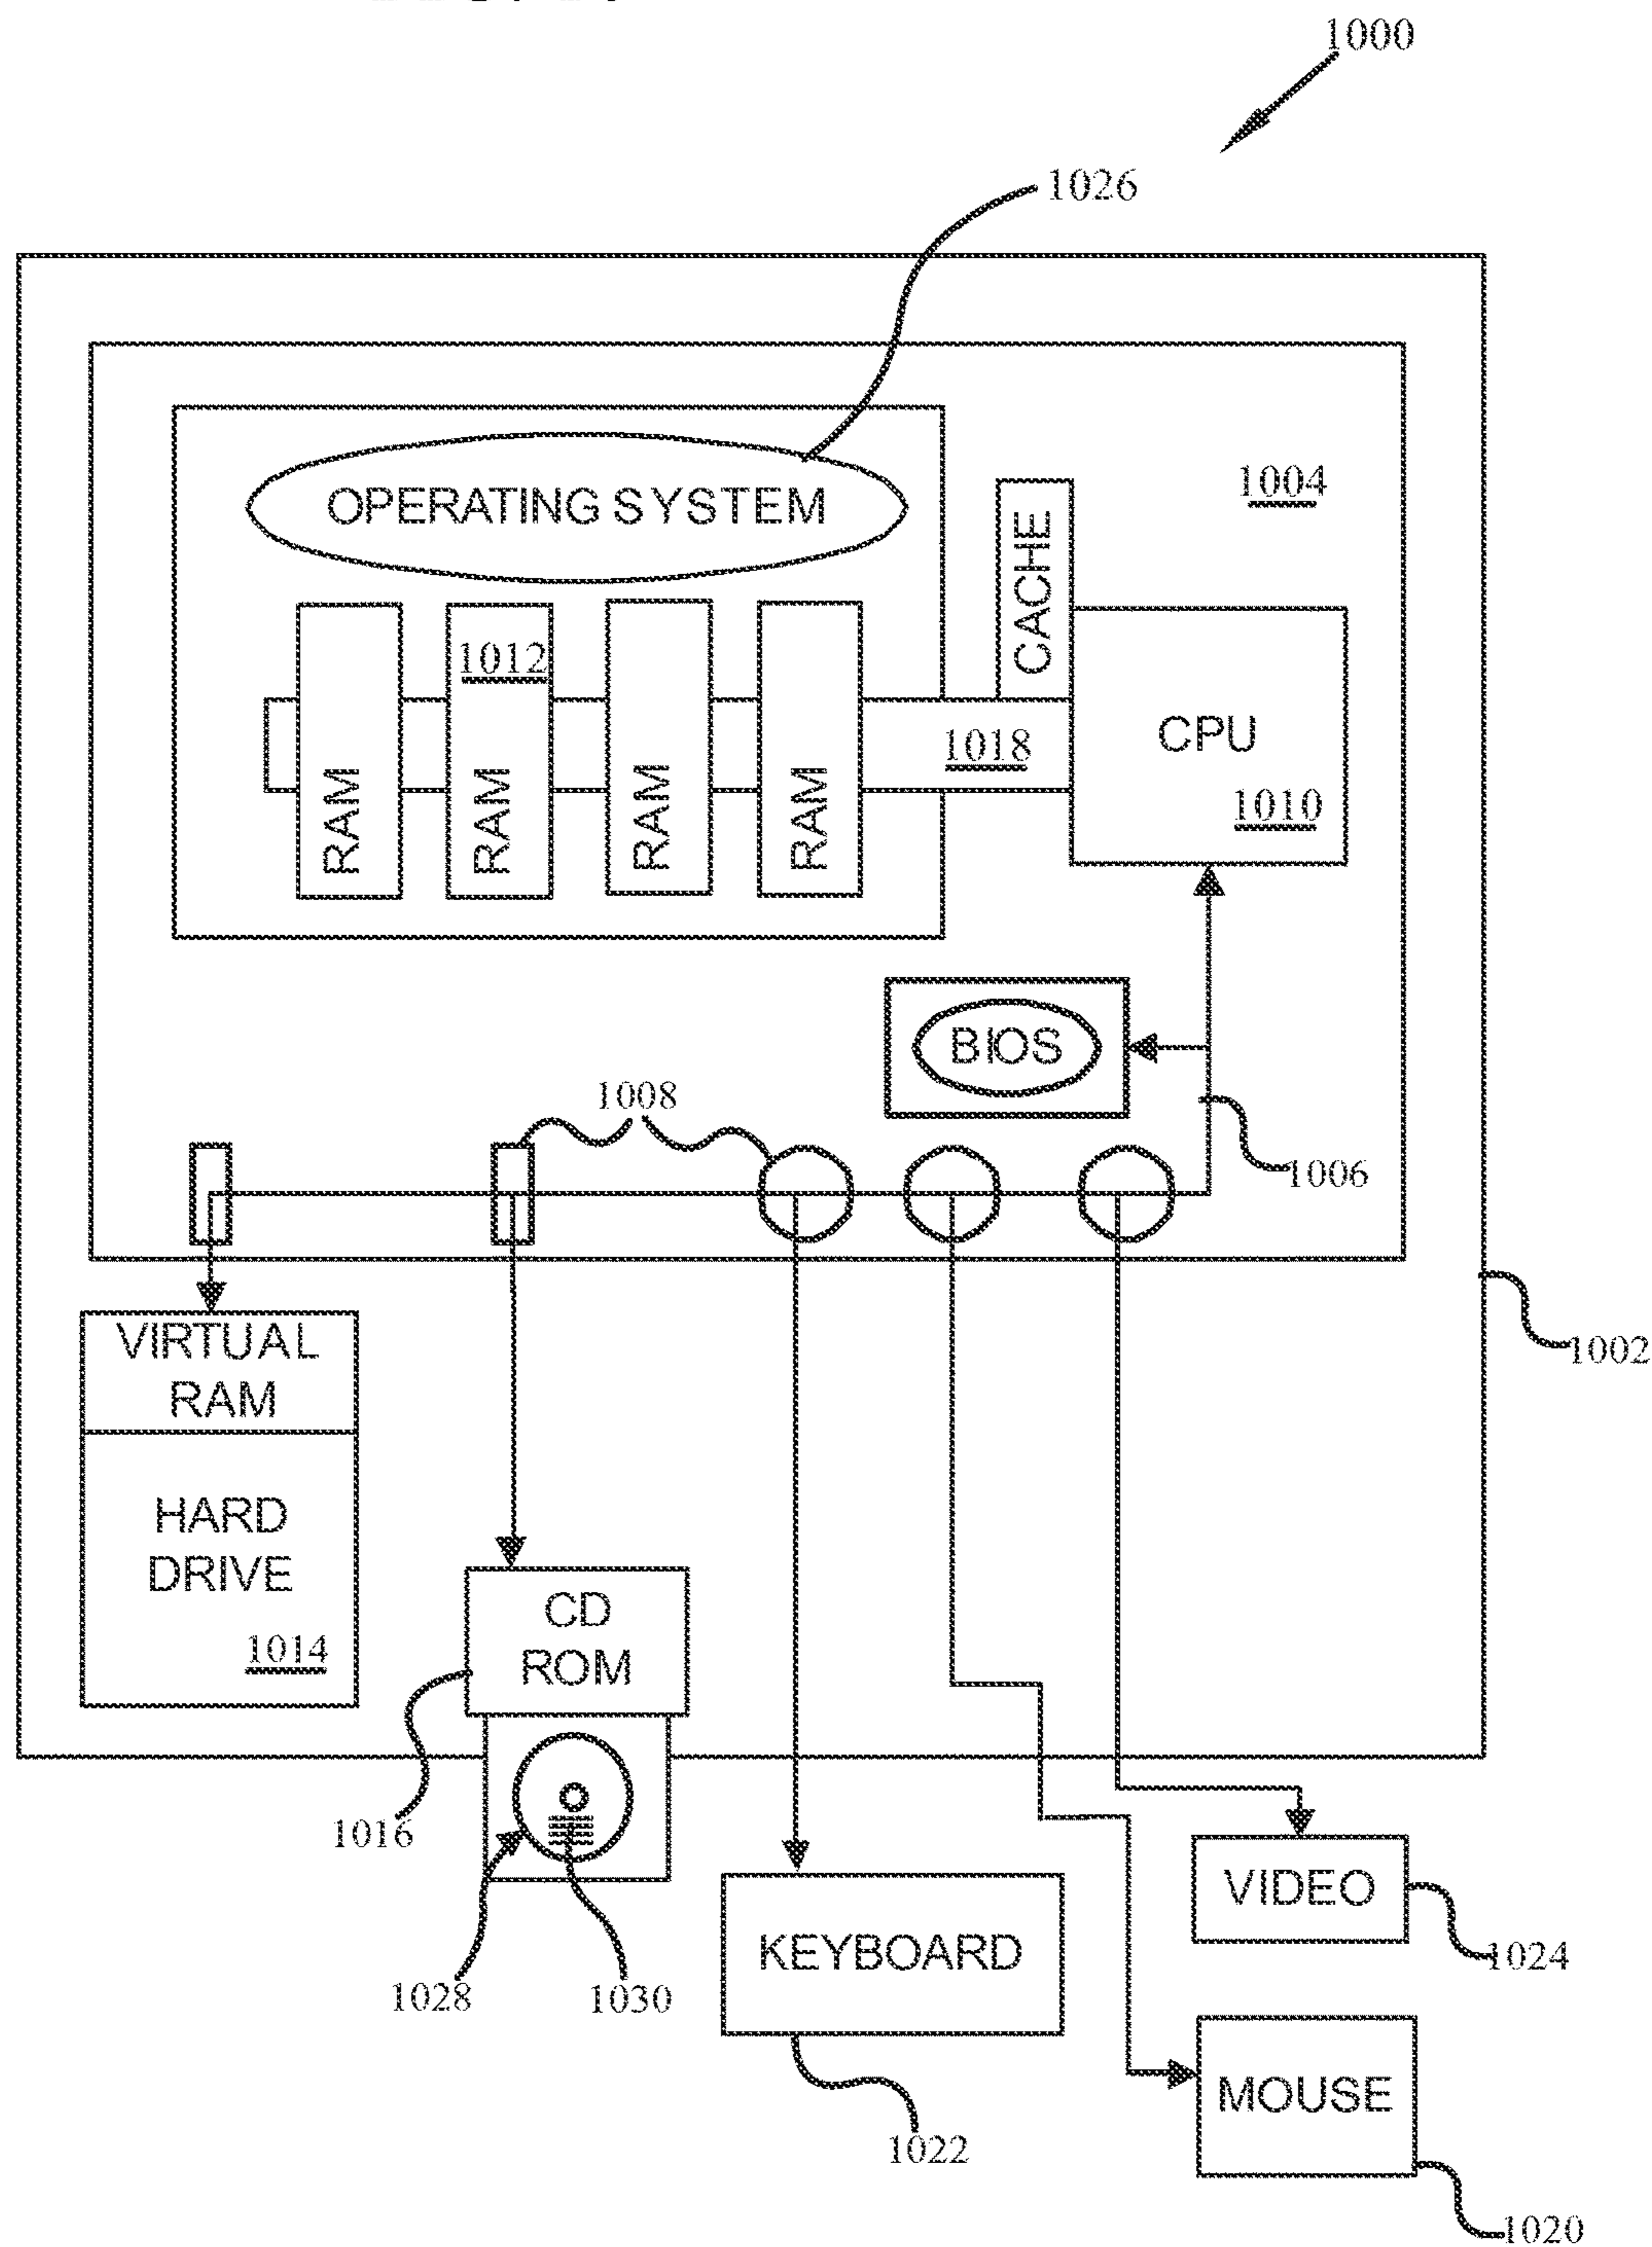 1000
1026
OPERATING SYSTEM
1004
CACHE
1012
CPU
1018
1010
RAM
RAM
RAM
RAM
BIOS
1008
1006
VIRTUAL
RAM
1002
HARD
DRIVE
1014
CD
ROM
1016
VIDEO
KEYBOARD
1024
1028
1030
MOUSE
1022
1020